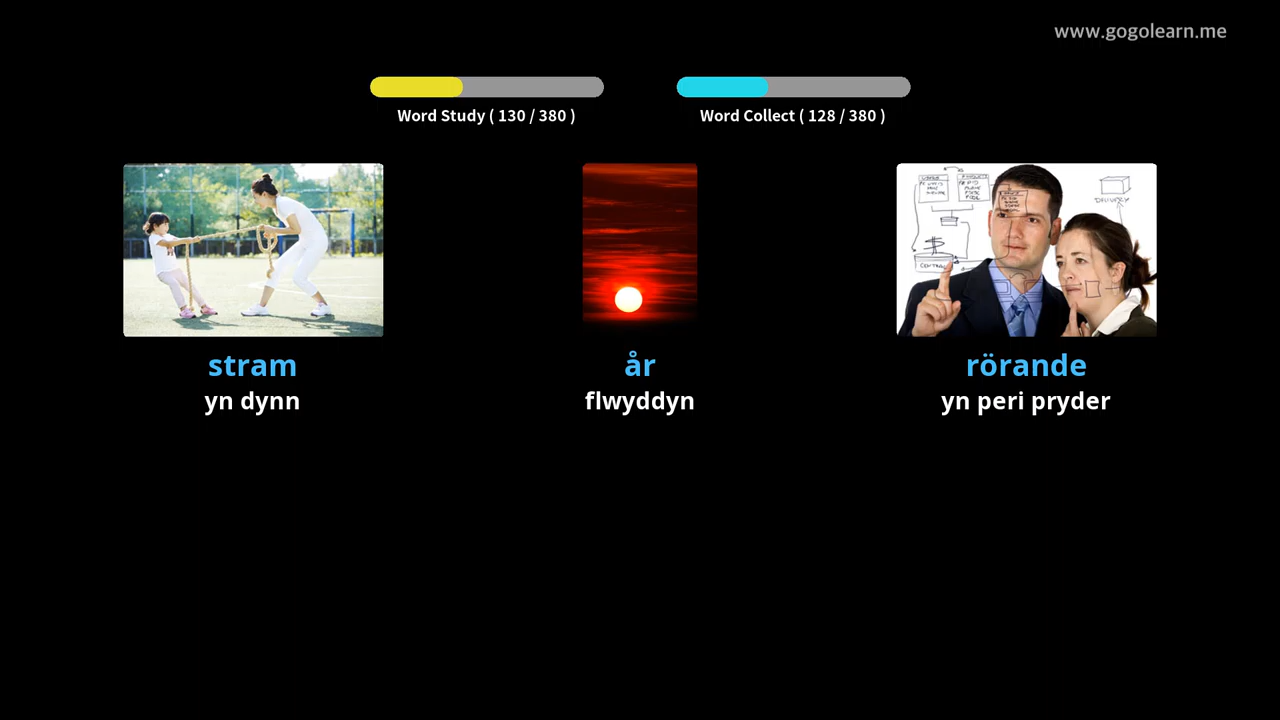 www.gogolearn.me
Word Study ( 130 / 380 )
Word Collect ( 128 / 380 )
stram
yn dynn
år
flwyddyn
rörande
yn peri pryder